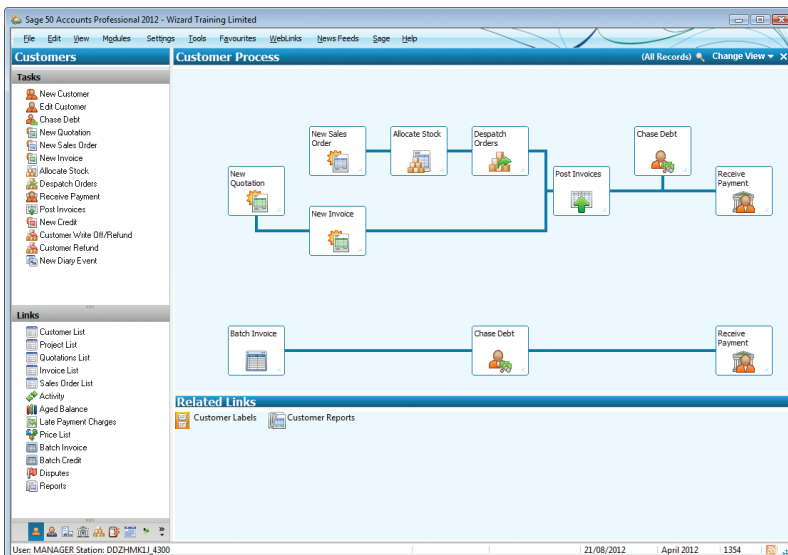 Sage 50 Accounts Professional 2012 - Wizard Training Limited
File Edit View Modules Settings Tools Favourites WebLinks News Feeds Sage Help
Customers
Tasks
New Customer
Edit Customer
Chase Debt
New Quotation
New Sales Order
New Invoice
Allocate Stock
Despatch Orders
Receive Payment
Post Invoices
New Credit
Customer Write Off/Refund
Customer Refund
New Diary Event
Links
Customer List
Project List
Quotations List
Invoice List
Sales Order List
Activity
Aged Balance
Late Payment Charges
Price List
Batch Invoice
Batch Credit
Disputes
Reports
Customer Process (All Records) Change View
New Sales
Order
Allocate Stock
Despatch
Orders
Chase Debt
New
Quotation
Post Invoices
Receive
Payment
New Invoice
Batch Invoice
Chase Debt
Receive
Payment
Related Links
Customer Labels Customer Reports
User: MANAGER Station: DDZHMK1J_4300 21/08/2012 April 2012 1354